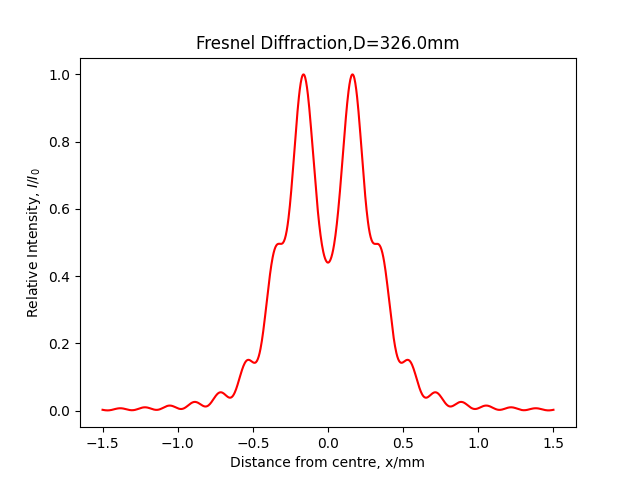 Fresnel Diffraction,D=326.0mm
Relative Intensity, I/I₀
1.0
0.8
0.6
0.4
0.2
0.0
−1.5 −1.0 −0.5 0.0 0.5 1.0 1.5
Distance from centre, x/mm